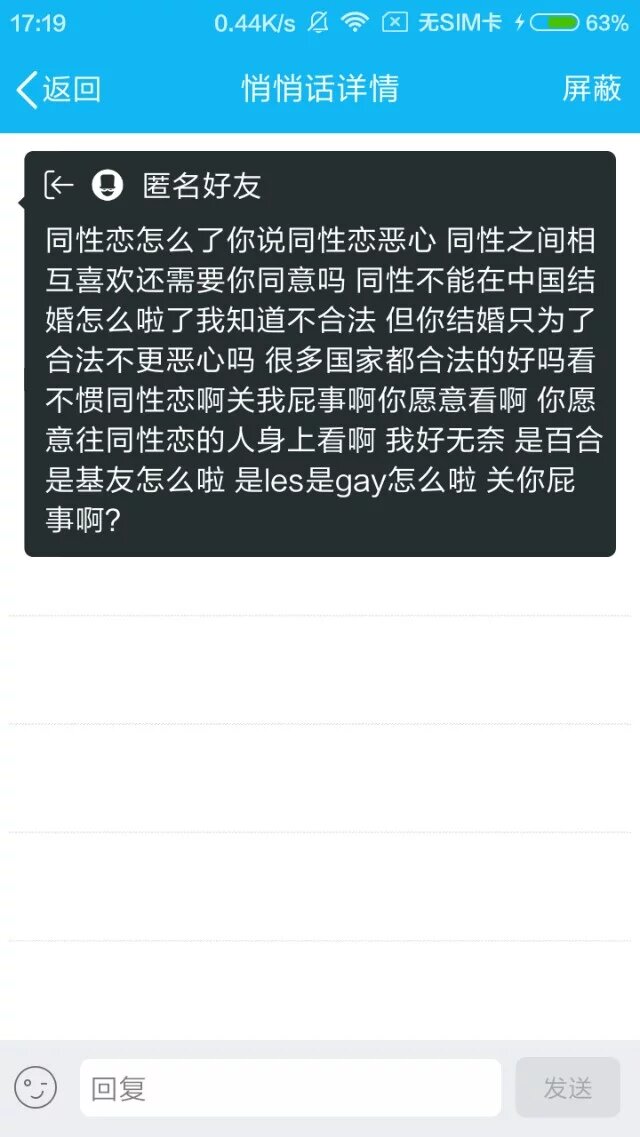 17:19 0.44K/s 无SIM卡 63%
返回 悄悄话详情 屏蔽
匿名好友
同性恋怎么了你说同性恋恶心 同性之间相
互喜欢还需要你同意吗 同性不能在中国结
婚怎么啦了我知道不合法 但你结婚只为了
合法不更恶心吗 很多国家都合法的好吗看
不惯同性恋啊关我屁事啊你愿意看啊 你愿
意往同性恋的人身上看啊 我好无奈 是百合
是基友怎么啦 是les是gay怎么啦 关你屁
事啊?
回复 发送